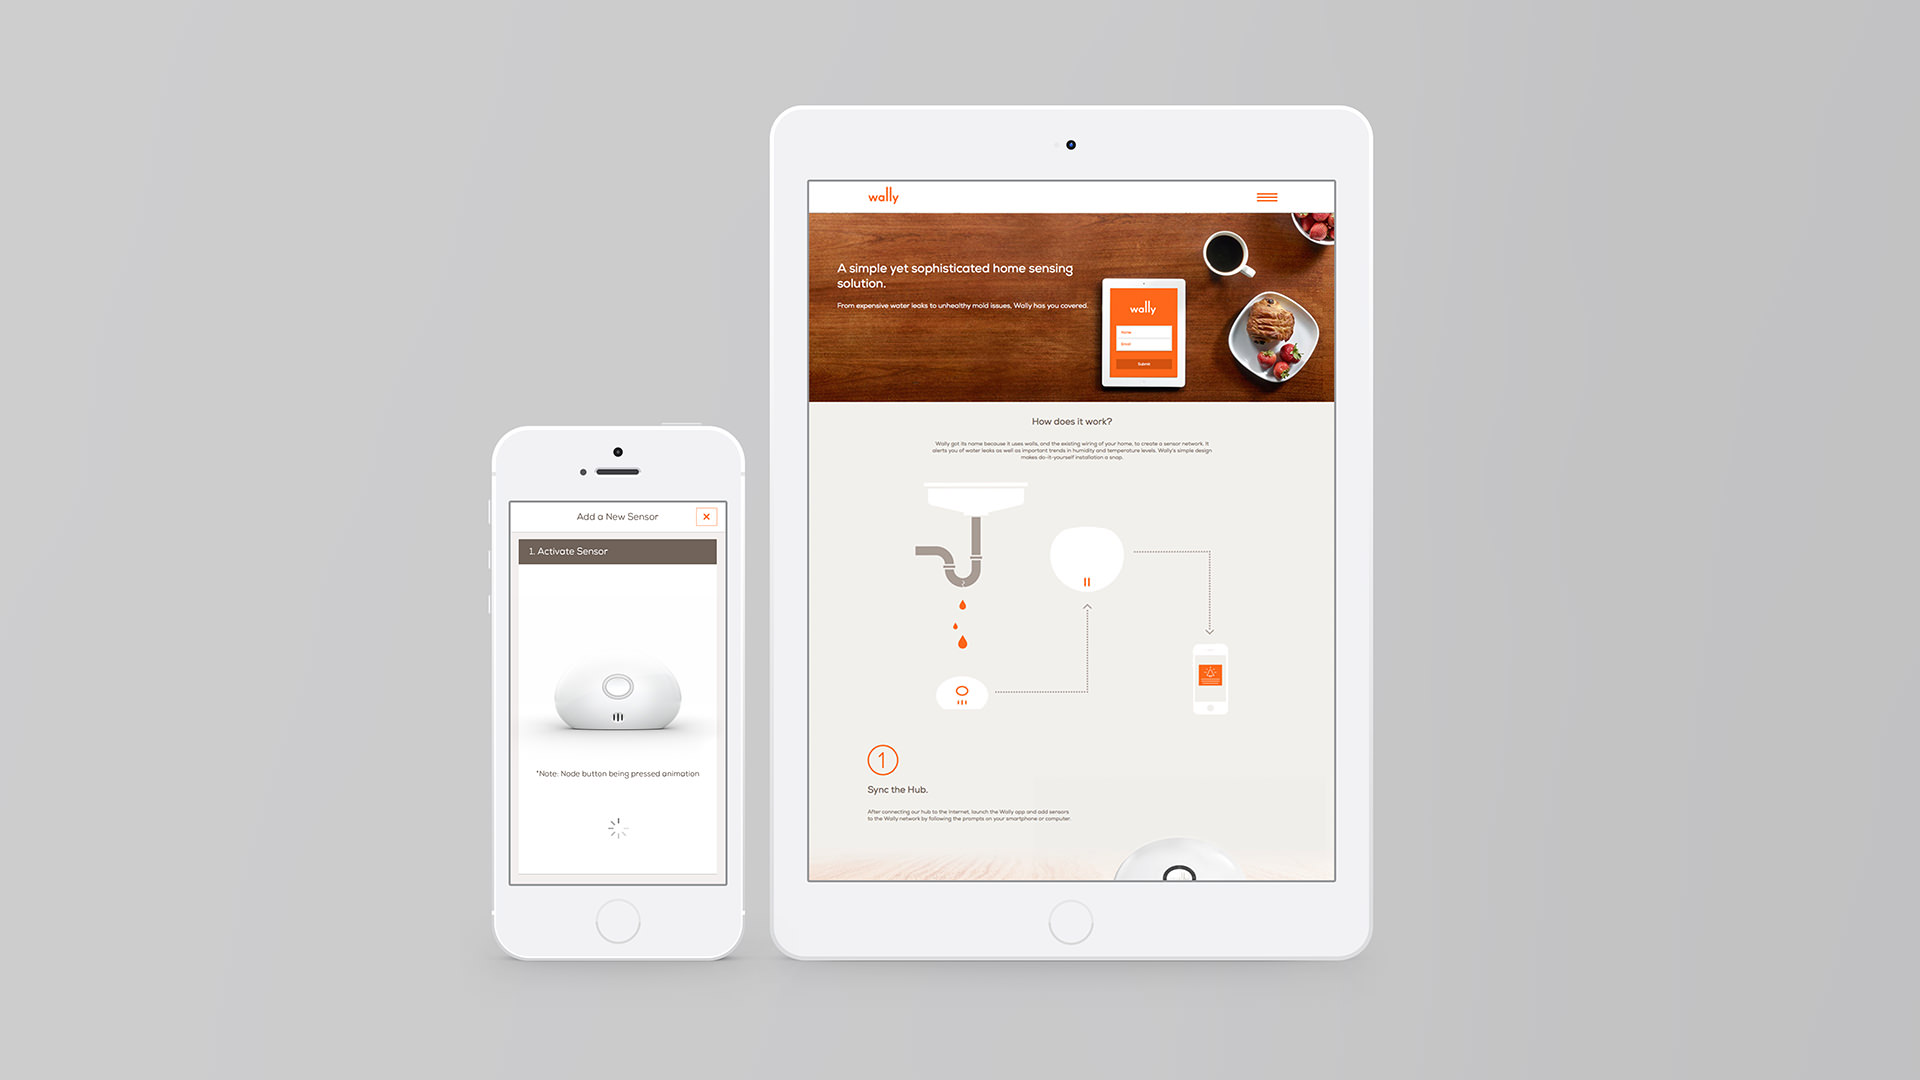 Add a New Sensor
1. Activate Sensor
*Note: Node button being pressed animation
wally
A simple yet sophisticated home sensing
solution.
From expensive water leaks to unhealthy mold issues, Wally has you covered.
wally
Name
Email
Submit
How does it work?
Wally got its name because it uses walls, and the existing wiring of your home, to create a sensor network. It
alerts you of water leaks as well as important trends in humidity and temperature levels. Wally's simple design
makes do-it-yourself installation a snap.
1
Sync the Hub.
After connecting our hub to the Internet, launch the Wally app and add sensors
to the Wally network by following the prompts on your smartphone or computer.